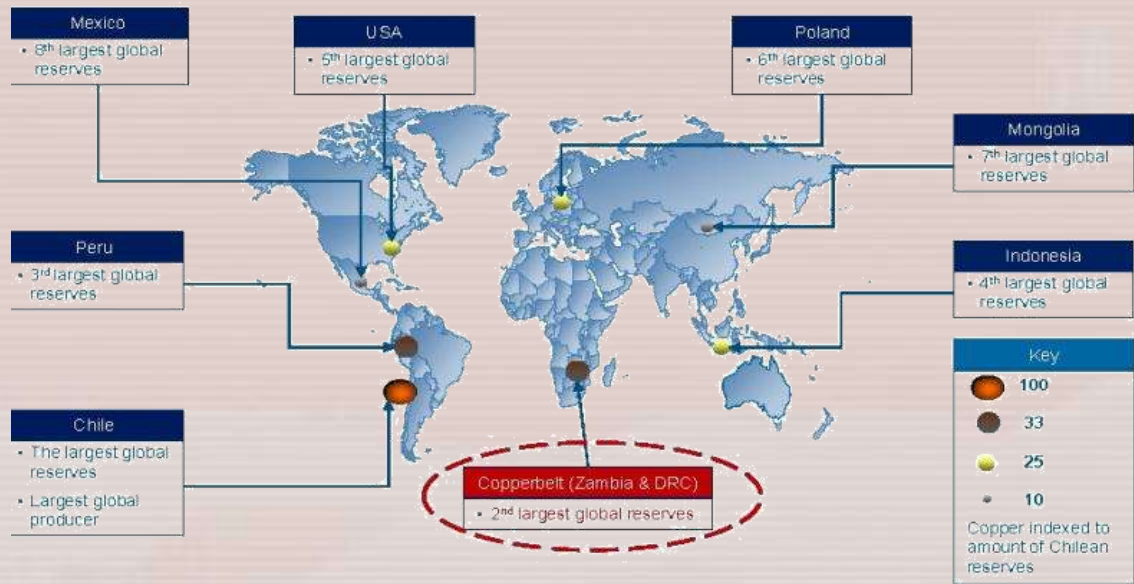 Mexico
• 8th largest global
reserves
USA
• 5th largest global
reserves
Poland
• 6th largest global
reserves
Mongolia
• 7th largest global
reserves
Peru
• 3rd largest global
reserves
Indonesia
• 4th largest global
reserves
Chile
• The largest global
reserves
• Largest global
producer
Copperbelt (Zambia & DRC)
• 2nd largest global reserves
Key
100
33
25
10
Copper indexed to
amount of Chilean
reserves